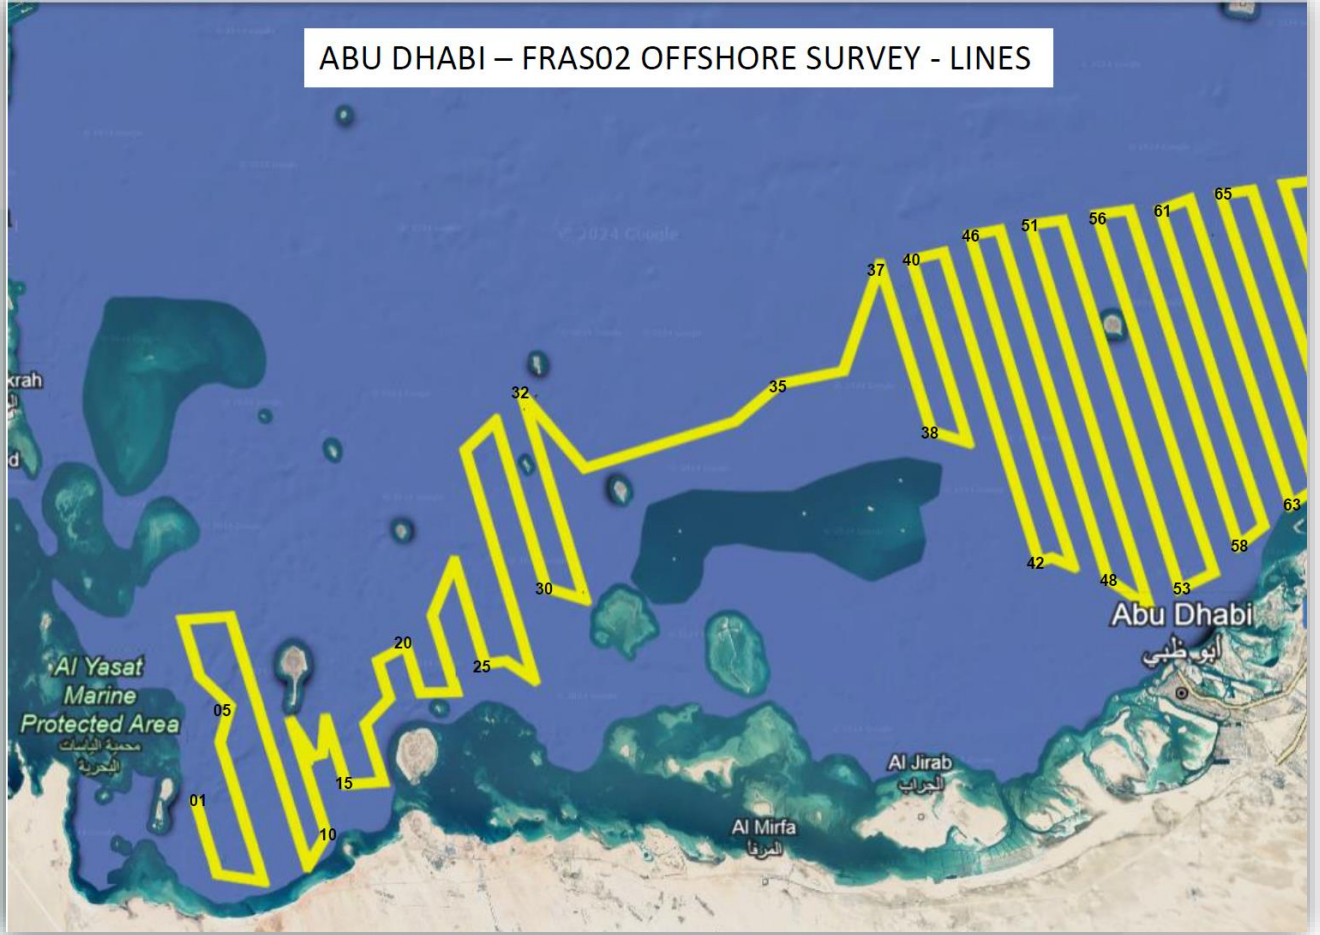 ABU DHABI – FRAS02 OFFSHORE SURVEY - LINES
© 2024 Google
65
61
56
51
46
40
37
krah
35
32
38
d
63
58
42
48
53
30
Abu Dhabi
أبو ظبي
20
25
Al Yasat
Marine
Protected Area
محمية الياسات
البحرية
05
01
15
10
Al Jirab
الجراب
Al Mirfa
المرفأ